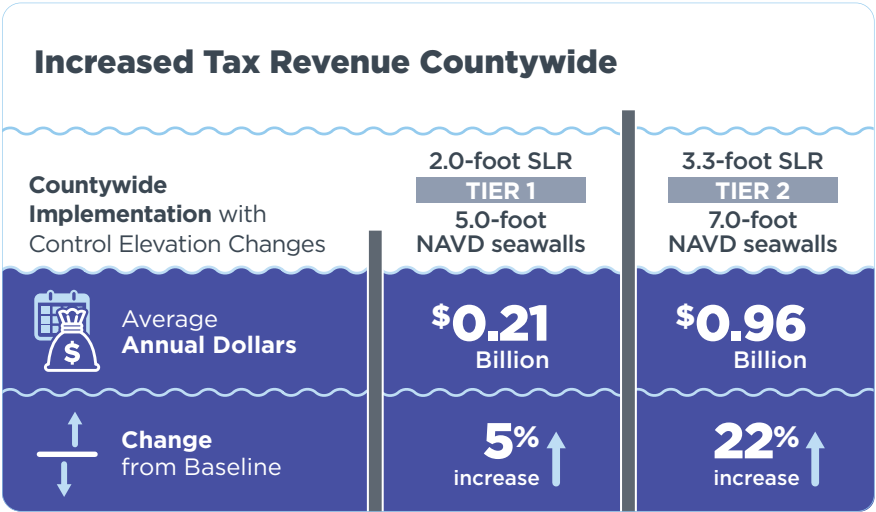 Increased Tax Revenue Countywide
Countywide
Implementation with
Control Elevation Changes
2.0-foot SLR
TIER 1
5.0-foot
NAVD seawalls
3.3-foot SLR
TIER 2
7.0-foot
NAVD seawalls
$
Average
Annual Dollars
$0.21
Billion
$0.96
Billion
Change
from Baseline
5%
increase
22%
increase